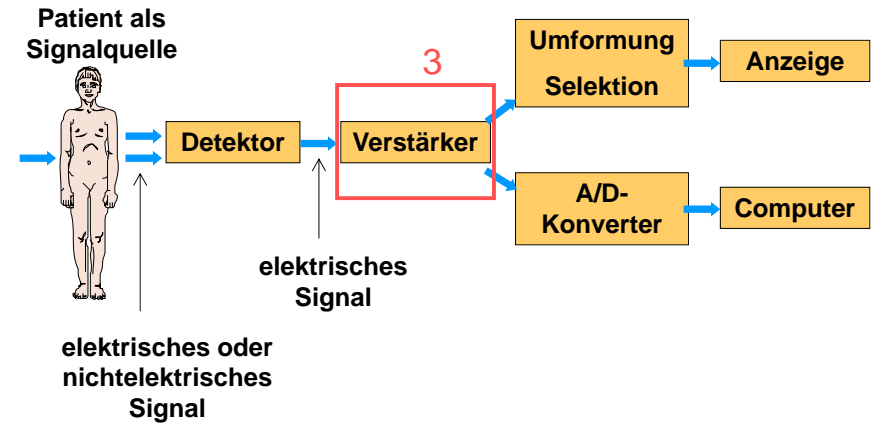 Patient als
Signalquelle
3
Umformung
Selektion
Anzeige
Detektor
Verstärker
A/D-
Konverter
Computer
elektrisches
Signal
elektrisches oder
nichtelektrisches
Signal